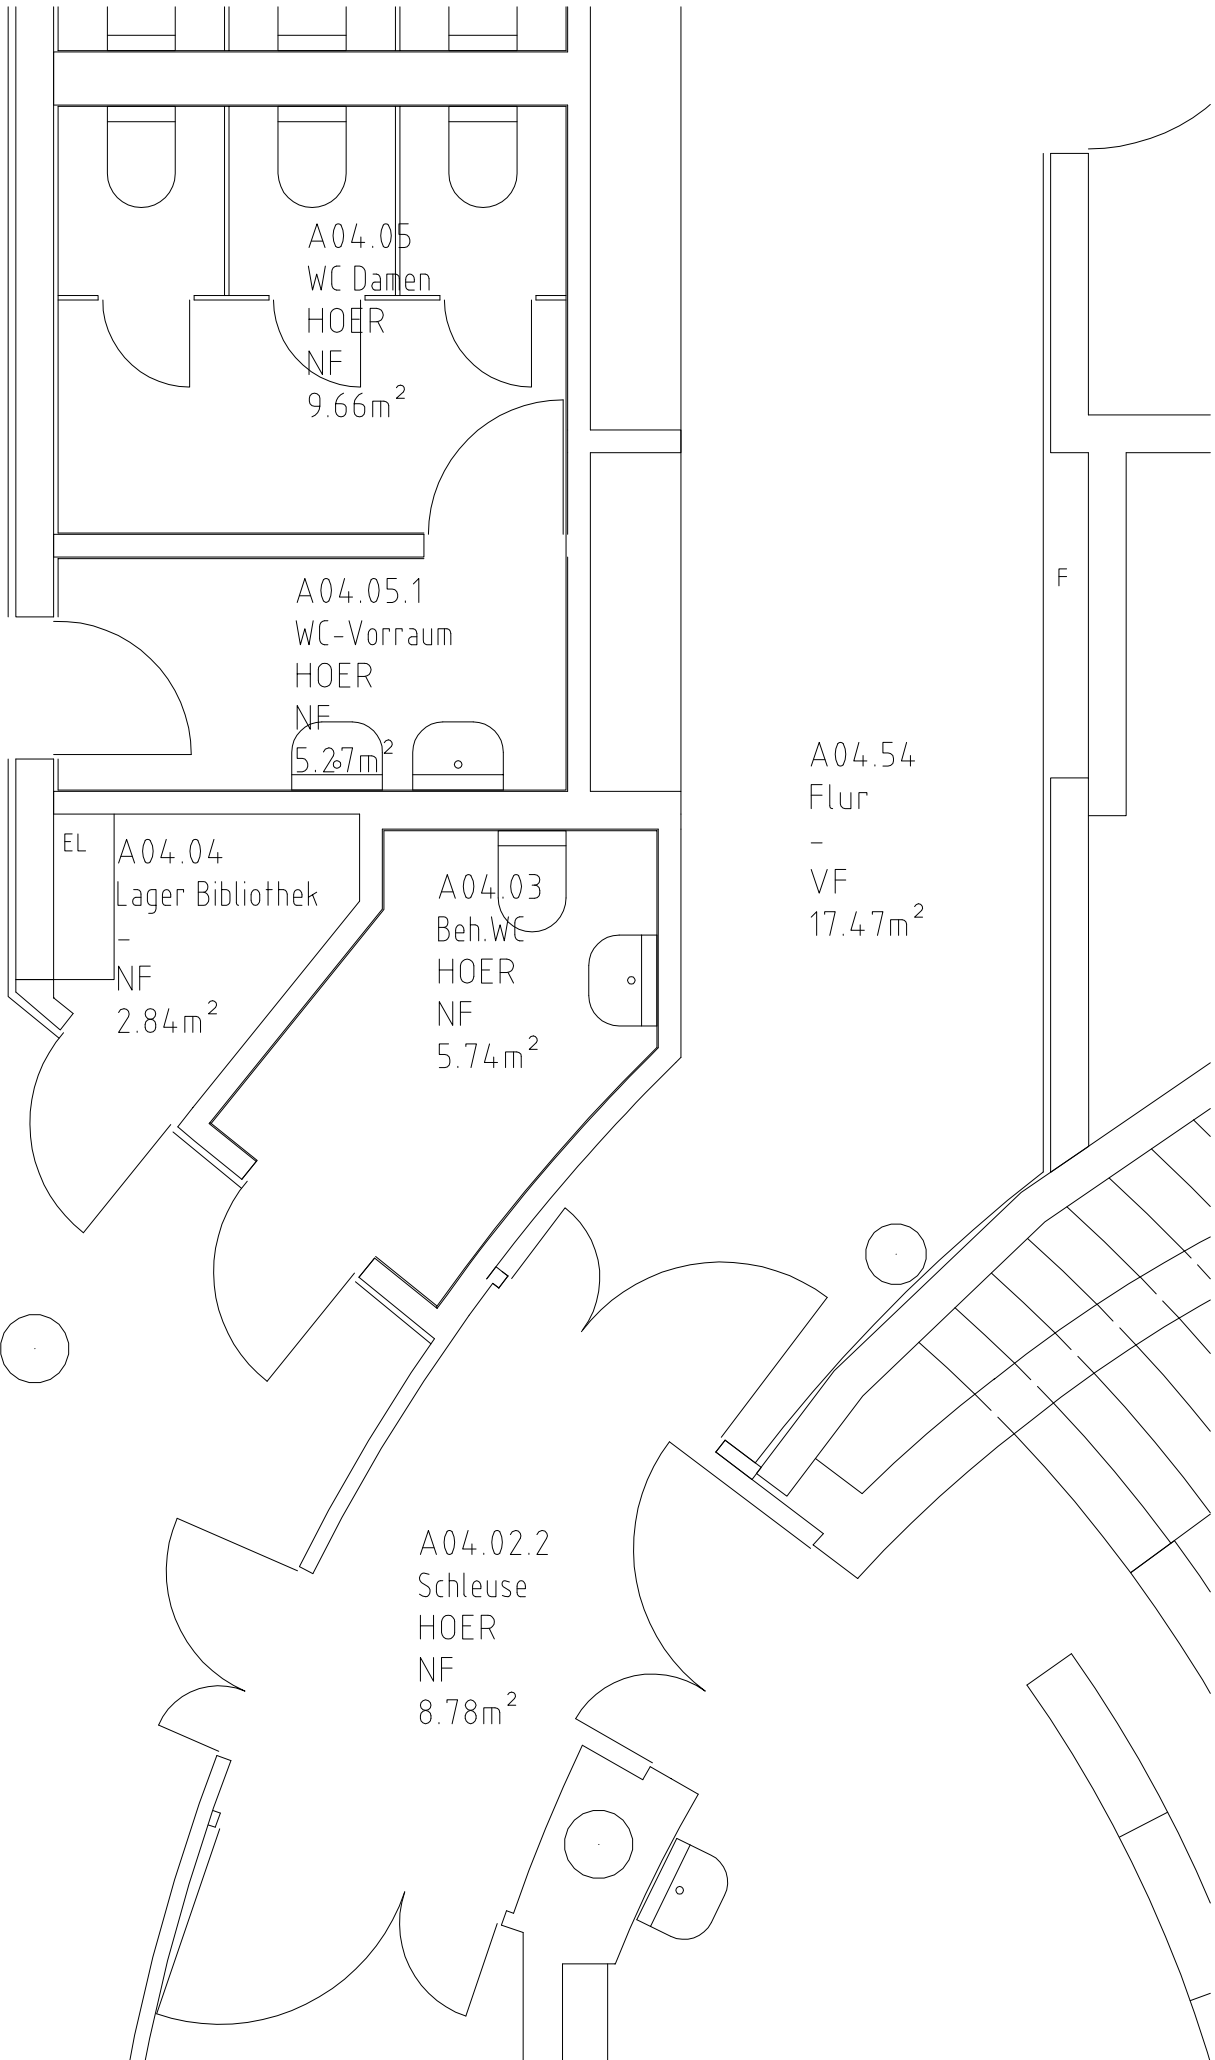 A04.05
WC Damen
HOER
NF
9.66m²
A04.05.1
WC-Vorraum
HOER
NF
5.27m²
F
A04.54
Flur
-
VF
17.47m²
EL
A04.04
Lager Bibliothek
-
NF
2.84m²
A04.03
Beh.WC
HOER
NF
5.74m²
A04.02.2
Schleuse
HOER
NF
8.78m²